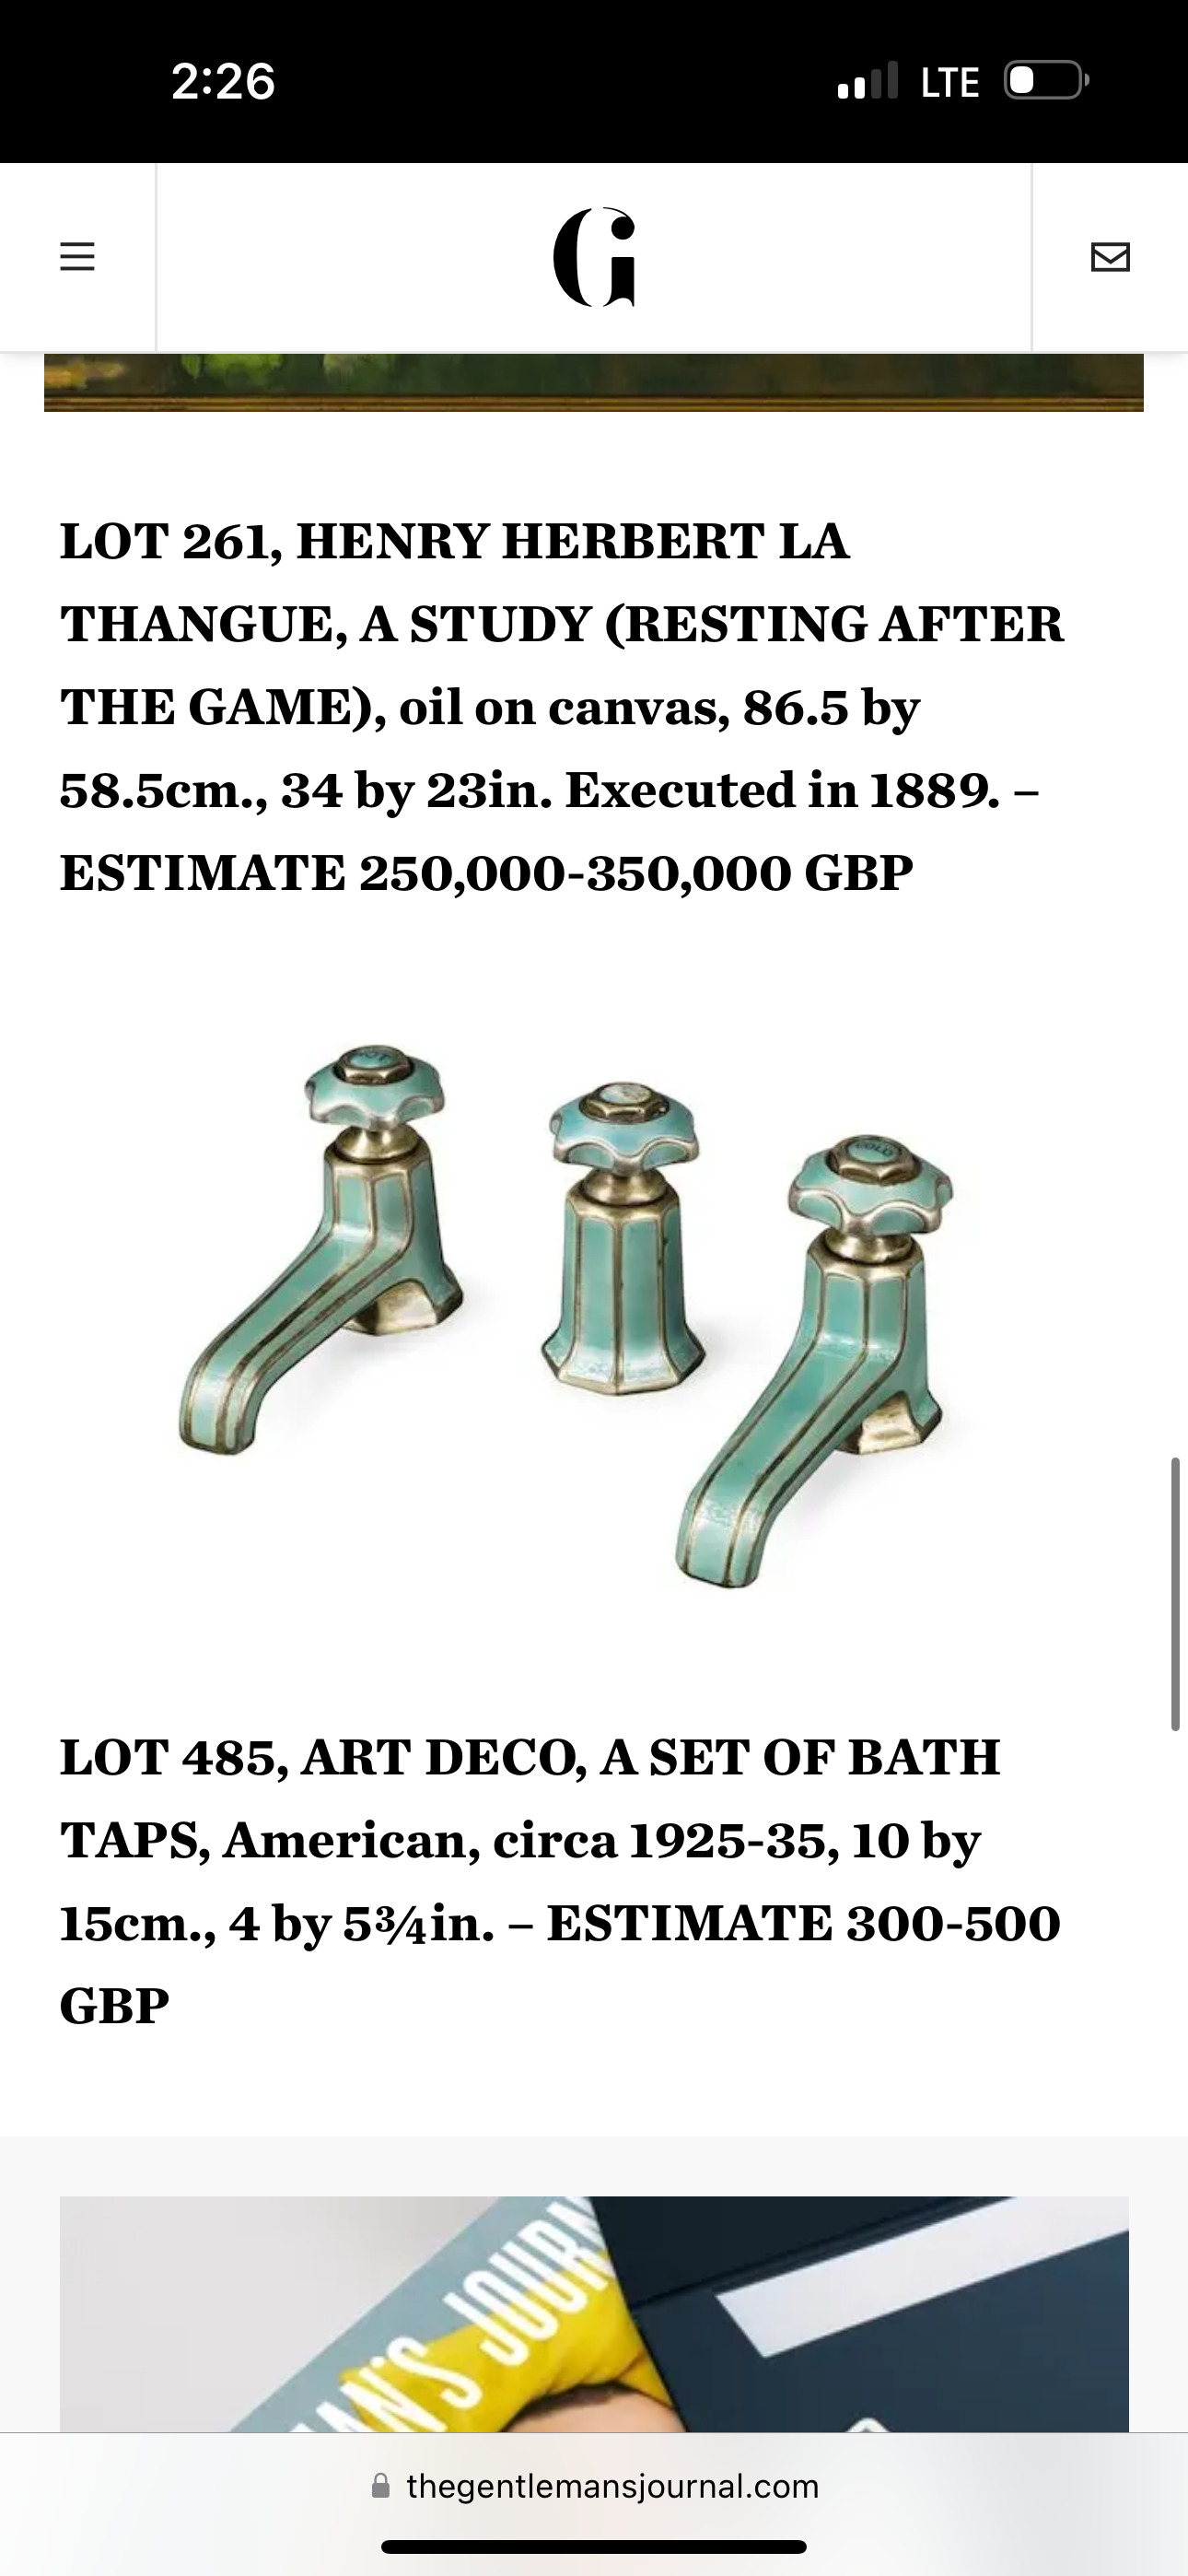 2:26
LTE
G
LOT 261, HENRY HERBERT LA
THANGUE, A STUDY (RESTING AFTER
THE GAME), oil on canvas, 86.5 by
58.5cm., 34 by 23in. Executed in 1889. –
ESTIMATE 250,000-350,000 GBP
COLD
LOT 485, ART DECO, A SET OF BATH
TAPS, American, circa 1925-35, 10 by
15cm., 4 by 5¾in. – ESTIMATE 300-500
GBP
AN'S JOURN
thegentlemansjournal.com